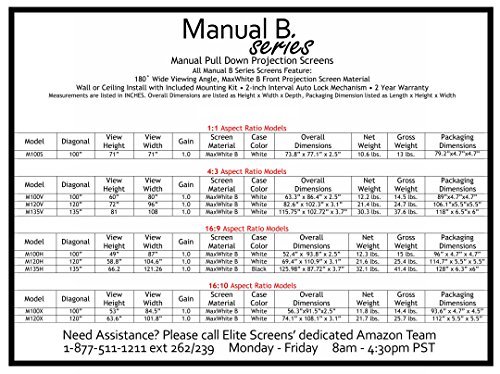 Manual B.
series
Manual Pull Down Projection Screens
All Manual B Series Screens Feature:
180˚ Wide Viewing Angle, MaxWhite B Front Projection Screen Material
Wall or Ceiling Install with Included Mounting Kit • 2-inch Interval Auto Lock Mechanism • 2 Year Warranty
Measurements are listed in INCHES. Overall Dimensions are listed as Height x Width x Depth, Packaging Dimension listed as Length x Height x Width
1:1 Aspect Ratio Models
Model Diagonal View Height View Width Gain Screen Material Case Color Overall Dimensions Net Weight Gross Weight Packaging Dimensions
M100S 100" 71" 71" 1.0 MaxWhite B White 73.8" x 77.1" x 2.5" 10.6 lbs. 13 lbs. 79.2"x4.7"x4.7"
4:3 Aspect Ratio Models
Model Diagonal View Height View Width Gain Screen Material Case Color Overall Dimensions Net Weight Gross Weight Packaging Dimensions
M100V 100" 60" 80" 1.0 MaxWhite B White 63.3" x 86.4" x 2.5" 12.2 lbs. 14.5 lbs. 89"x4.7"x4.7"
M120V 120" 72" 96" 1.0 MaxWhite B White 82.6" x 102.3" x 3.1" 21.4 lbs. 24.7 lbs. 106.1"x5.5"x5.5"
M135V 135" 81 108 1.0 MaxWhite B White 115.75" x 102.72" x 3.7" 30.3 lbs. 37.6 lbs. 118" x 6.5"x 6"
16:9 Aspect Ratio Models
Model Diagonal View Height View Width Gain Screen Material Case Color Overall Dimensions Net Weight Gross Weight Packaging Dimensions
M100H 100" 49" 87" 1.0 MaxWhite B White 52.4" x 93.8" x 2.5" 12.3 lbs. 15 lbs. 96" x 4.7" x 4.7"
M120H 120" 58.8" 104.6" 1.0 MaxWhite B White 69.4" x 110.9" x 3.1" 21.6 lbs. 25.4 lbs. 114.7" x 5.5" x 5.5"
M135H 135" 66.2 121.26 1.0 MaxWhite B Black 125.98" x 87.72" x 3.7" 32.1 lbs. 41.4 lbs. 128" x 6.3" x6"
16:10 Aspect Ratio Models
Model Diagonal View Height View Width Gain Screen Material Case Color Overall Dimensions Net Weight Gross Weight Packaging Dimensions
M100X 100" 53" 84.5" 1.0 MaxWhite B White 56.3"x91.5"x2.5" 11.8 lbs. 14.4 lbs. 93.6" x 4.7" x 4.5"
M120X 120" 63.6" 101.8" 1.0 MaxWhite B White 74.1" x 108.1" x 3.1" 21.7 lbs. 25.7 lbs. 112" x 5.5" x 5.5"
Need Assistance? Please call Elite Screens' dedicated Amazon Team
1-877-511-1211 ext 262/239 Monday - Friday 8am - 4:30pm PST